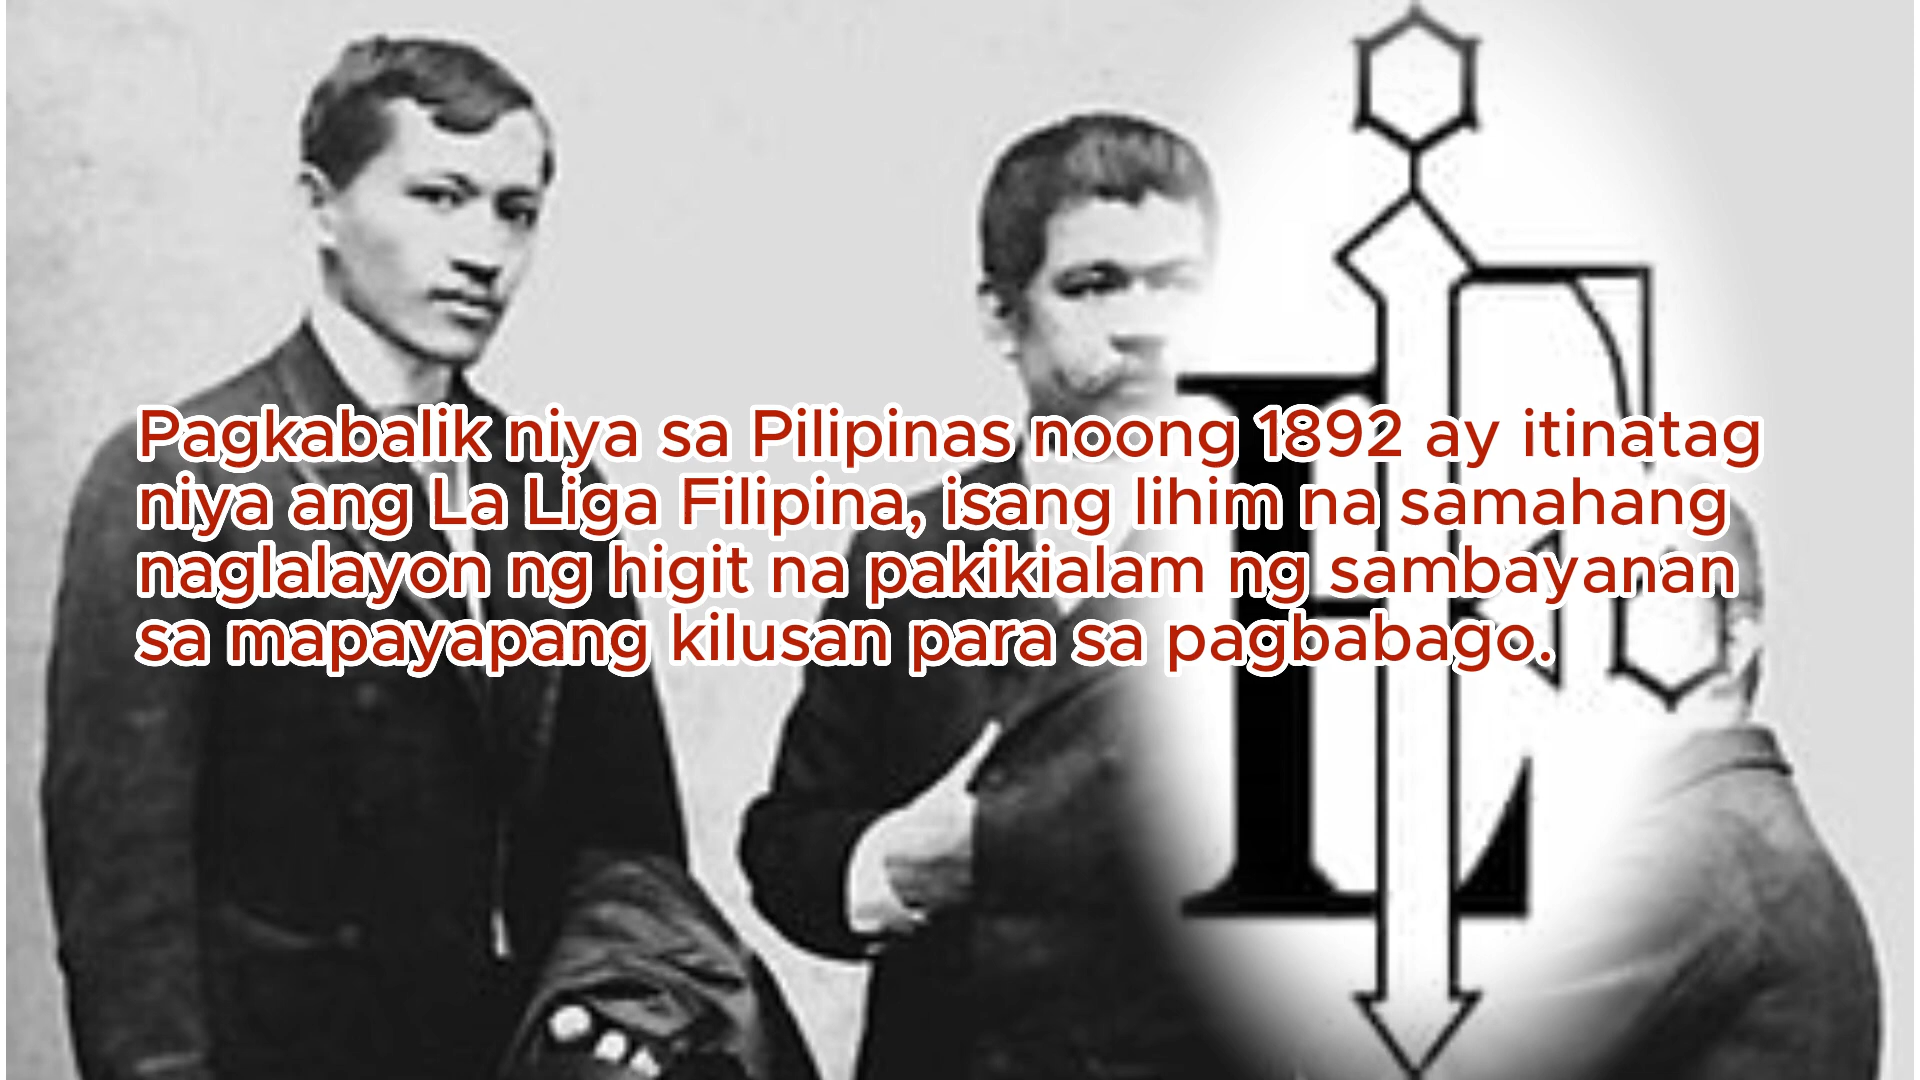 Pagkabalik niya sa Pilipinas noong 1892 ay itinatag
niya ang La Liga Filipina, isang lihim na samahang
naglalayon ng higit na pakikialam ng sambayanan
sa mapayapang kilusan para sa pagbabago.